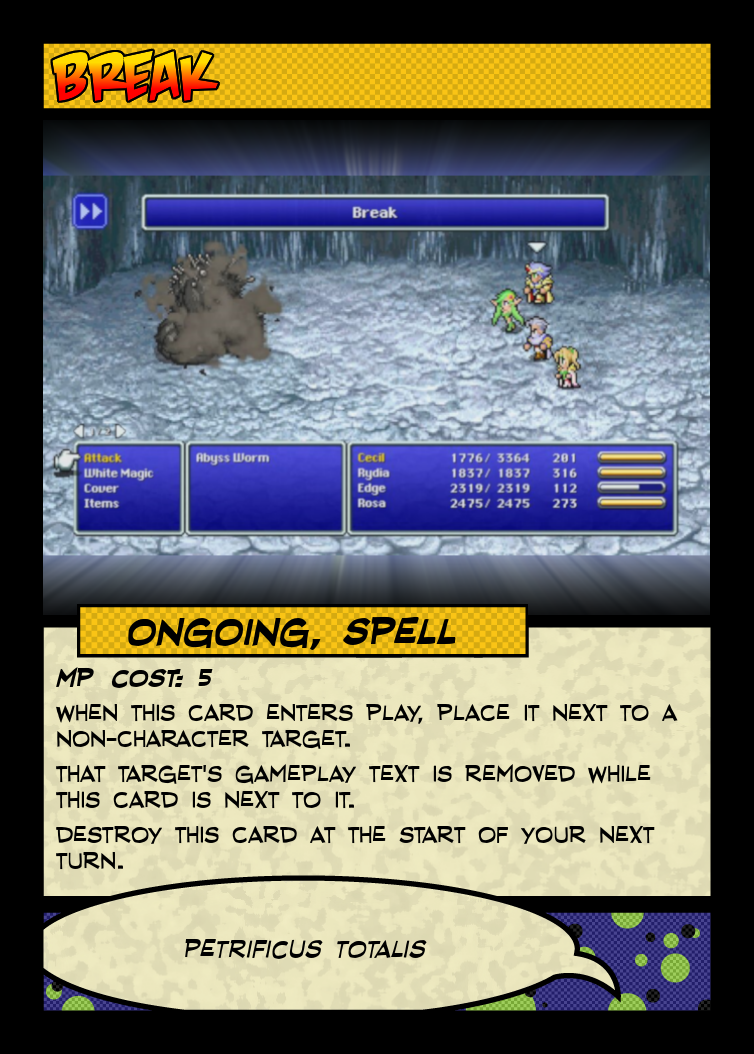 BREAK
Break
Attack
White Magic
Cover
Items
Abyss Worm
Cecil 1776/ 3364 201
Rydia 1837/ 1837 316
Edge 2319/ 2319 112
Rosa 2475/ 2475 273
ONGOING, SPELL
MP COST: 5
WHEN THIS CARD ENTERS PLAY, PLACE IT NEXT TO A
NON-CHARACTER TARGET.
THAT TARGET'S GAMEPLAY TEXT IS REMOVED WHILE
THIS CARD IS NEXT TO IT.
DESTROY THIS CARD AT THE START OF YOUR NEXT
TURN.
PETRIFICUS TOTALIS